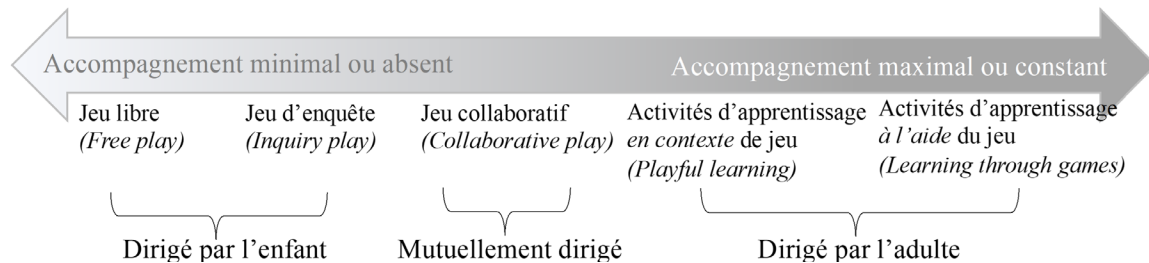 Accompagnement minimal ou absent
Accompagnement maximal ou constant
Jeu libre
(Free play)
Jeu d’enquête
(Inquiry play)
Jeu collaboratif
(Collaborative play)
Activités d’apprentissage
en contexte de jeu
(Playful learning)
Activités d’apprentissage
à l’aide du jeu
(Learning through games)
Dirigé par l’enfant
Mutuellement dirigé
Dirigé par l’adulte